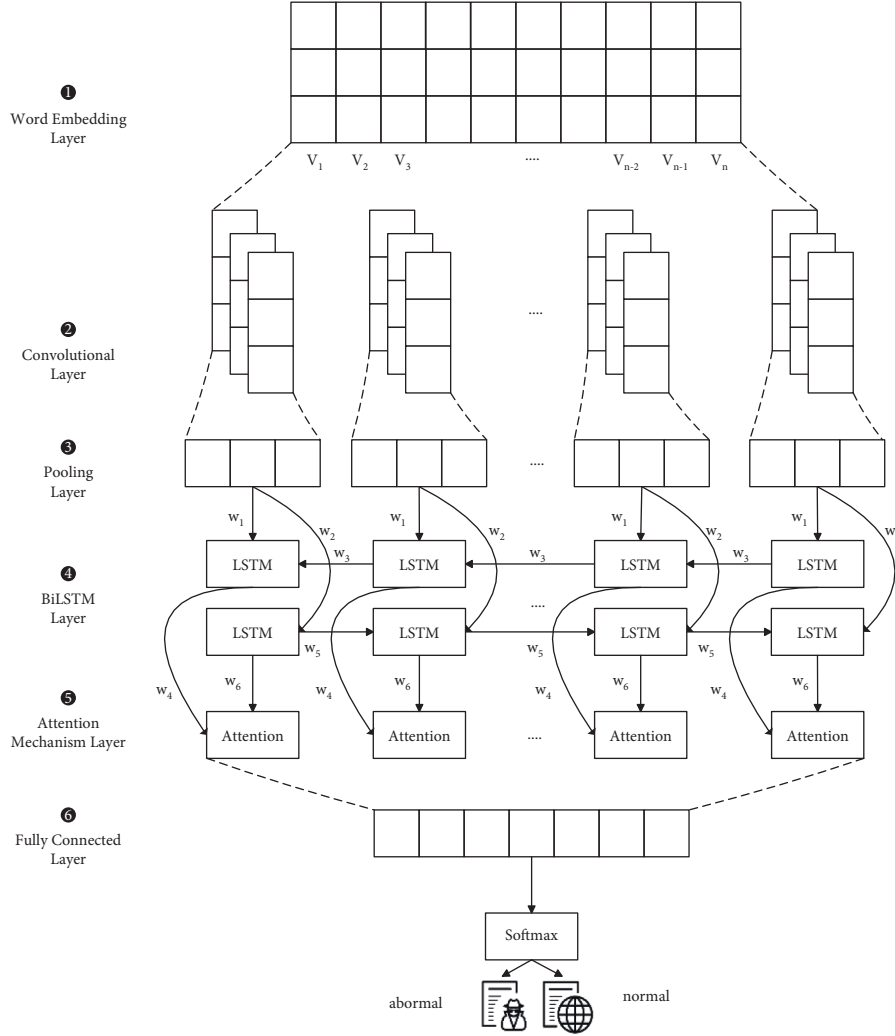 ❶
Word Embedding
Layer
V1 V2 V3 .... Vn-2 Vn-1 Vn
❷
Convolutional
Layer
....
❸
Pooling
Layer
....
w1 w2 w1 w2 w1 w2 w1 w
w3 w3 w3
LSTM LSTM LSTM LSTM
❹
BiLSTM
Layer
....
LSTM LSTM LSTM LSTM
w5 w5 w5
w4 w6 w4 w6 w4 w6 w4 w6
❺
Attention
Mechanism Layer
Attention Attention .... Attention Attention
❻
Fully Connected
Layer
Softmax
abormal normal